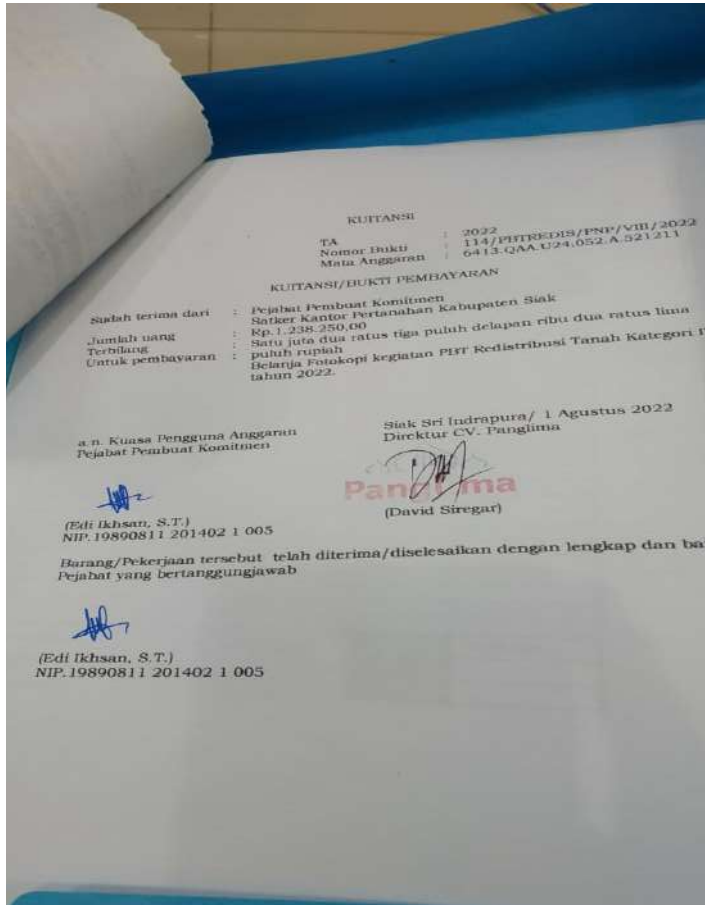 KUITANSI
TA : 2022
Nomor Bukti : 114/PBTREDIS/PNP/VIII/2022
Mata Anggaran : 6413.QAA.U24.052.A.521211
KUITANSI/BUKTI PEMBAYARAN
Sudah terima dari : Pejabat Pembuat Komitmen
Satker Kantor Pertanahan Kabupaten Siak
Jumlah uang : Rp.1.238.250,00
Terbilang : Satu juta dua ratus tiga puluh delapan ribu dua ratus lima
puluh rupiah
Untuk pembayaran : Belanja Fotokopi kegiatan PBT Redistribusi Tanah Kategori
tahun 2022.
Siak Sri Indrapura/ 1 Agustus 2022
a.n. Kuasa Pengguna Anggaran
Direktur CV. Panglima
Pejabat Pembuat Komitmen
Panglima
(Edi Ikhsan, S.T.)
(David Siregar)
NIP.19890811 201402 1 005
Barang/Pekerjaan tersebut telah diterima/diselesaikan dengan lengkap dan ba
Pejabat yang bertanggungjawab
(Edi Ikhsan, S.T.)
NIP.19890811 201402 1 005